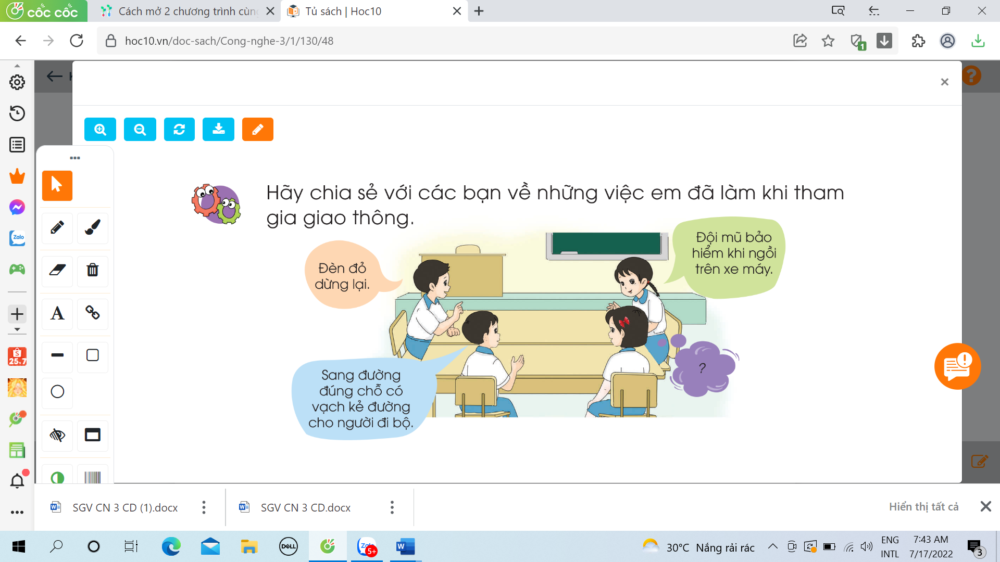 cốc cốc
Cách mở 2 chương trình cùn
Tủ sách | Hoc10
hoc10.vn/doc-sach/Cong-nghe-3/1/130/48
1
?
Zalo
25.7
A
Hãy chia sẻ với các bạn về những việc em đã làm khi tham
gia giao thông.
Đèn đỏ
dừng lại.
Đội mũ bảo
hiểm khi ngồi
trên xe máy.
Sang đường
đúng chỗ có
vạch kẻ đường
cho người đi bộ.
?
SGV CN 3 CD (1).docx
SGV CN 3 CD.docx
Hiển thị tất cả
DELL
5+
W
30°C Nắng rải rác
ENG
INTL
7:43 AM
7/17/2022
3